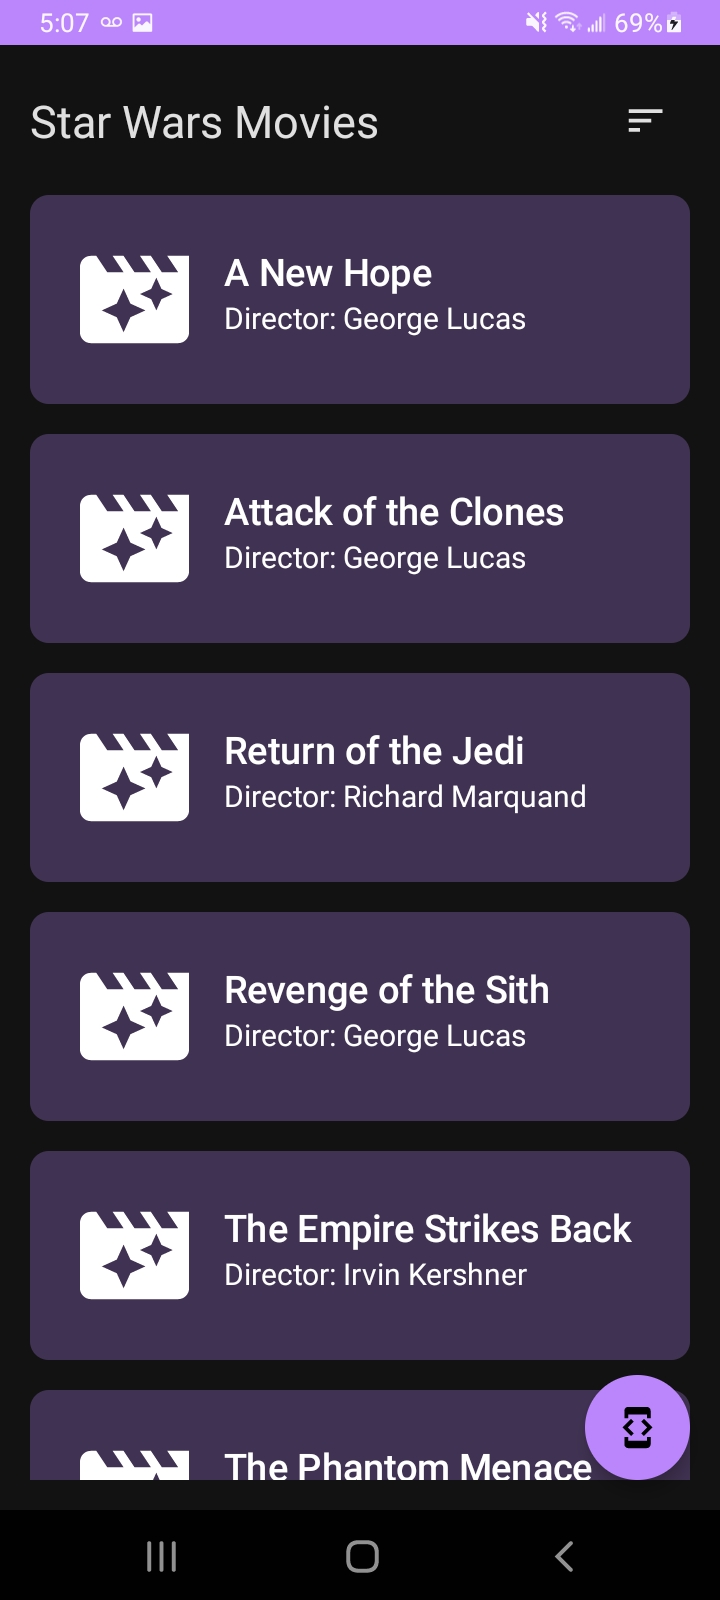 5:07 69%
Star Wars Movies
A New Hope
Director: George Lucas
Attack of the Clones
Director: George Lucas
Return of the Jedi
Director: Richard Marquand
Revenge of the Sith
Director: George Lucas
The Empire Strikes Back
Director: Irvin Kershner
The Phantom Menace